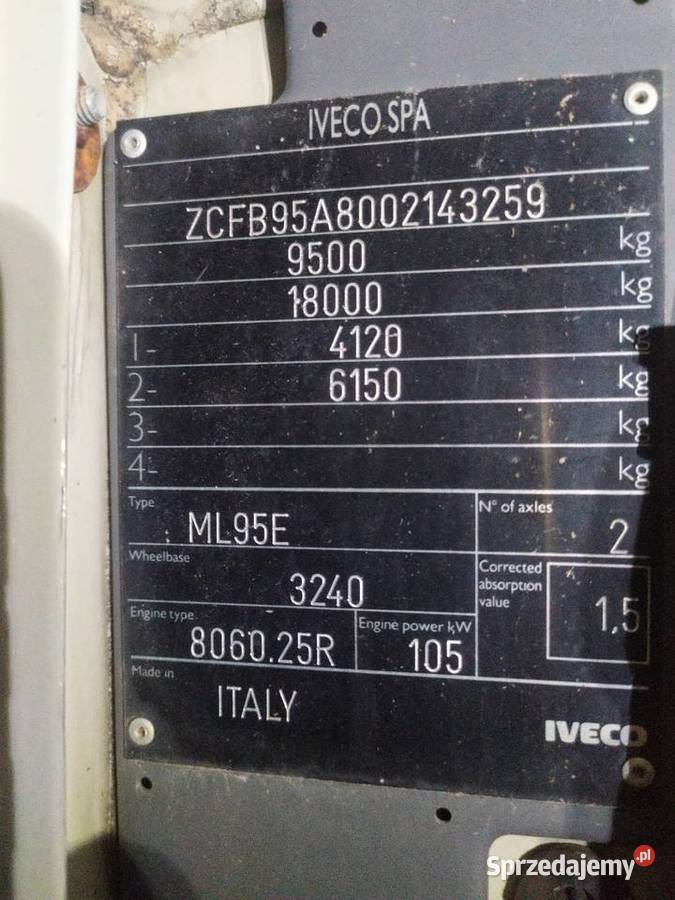 IVECO SPA
ZCFB95A8002143259
9500 kg
18000 kg
1- 4120 kg
2- 6150 kg
3- kg
4- kg
Type ML95E N° of axles 2
Wheelbase 3240 Corrected absorption value 1,5
Engine type 8060.25R Engine power kW 105
Made in ITALY
IVECO
Sprzedajemy.pl